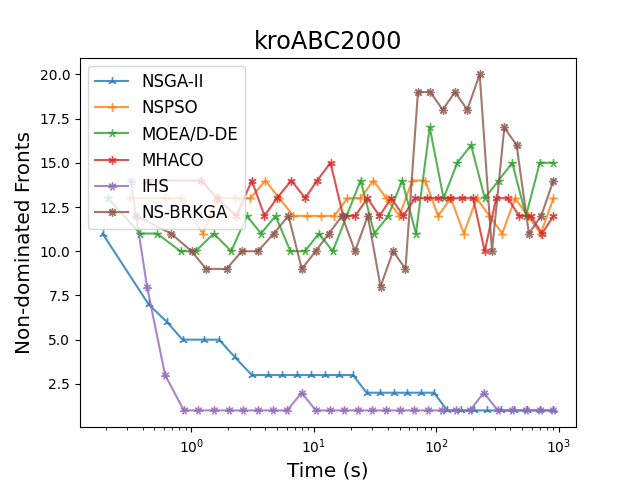 kroABC2000
Non-dominated Fronts
20.0
17.5
15.0
12.5
10.0
7.5
5.0
2.5
NSGA-II
NSPSO
MOEA/D-DE
MHACO
IHS
NS-BRKGA
10⁰
10¹
10²
10³
Time (s)